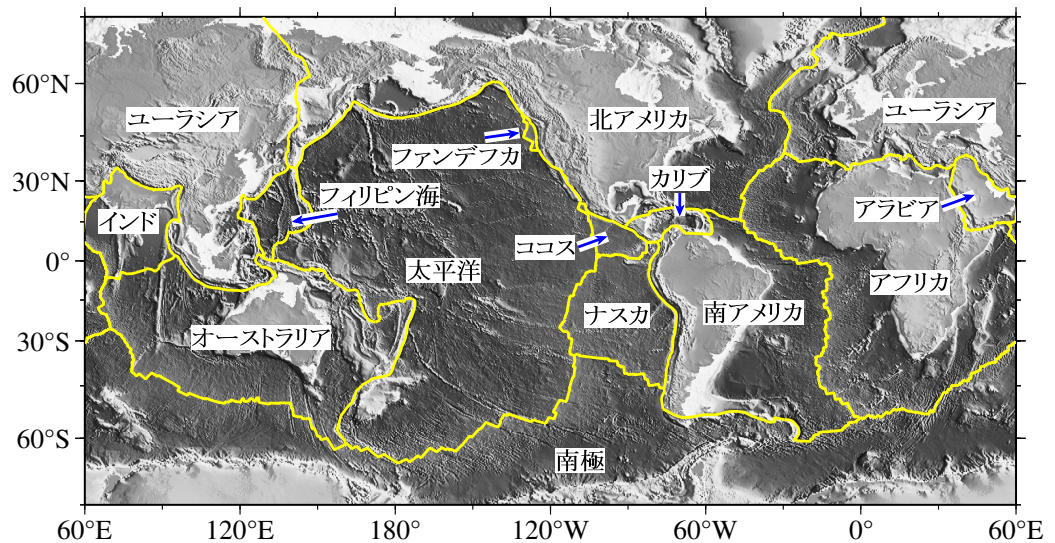 60°N
30°N
0°
30°S
60°S
ユーラシア
北アメリカ
ユーラシア
ファンデフカ
カリブ
フィリピン海
アラビア
インド
ココス
太平洋
アフリカ
ナスカ
南アメリカ
オーストラリア
南極
60°E
120°E
180°
120°W
60°W
0°
60°E